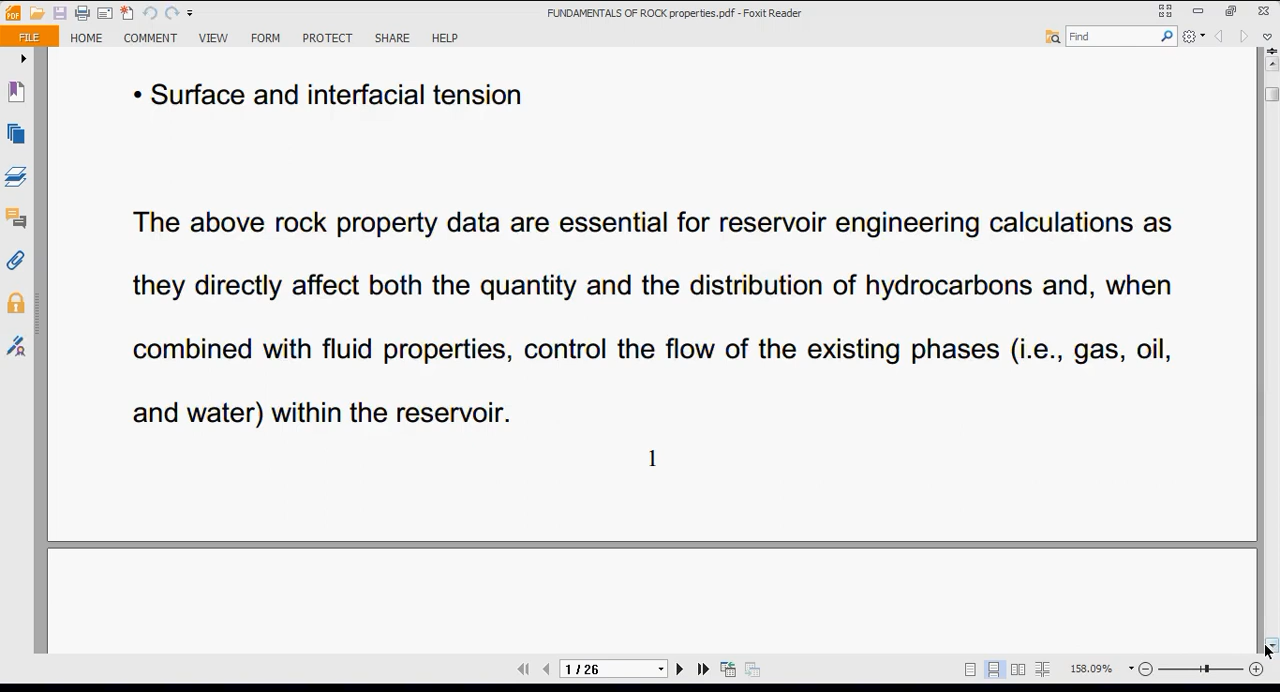 FUNDAMENTALS OF ROCK properties.pdf - Foxit Reader
FILE HOME COMMENT VIEW FORM PROTECT SHARE HELP
Find
• Surface and interfacial tension
The above rock property data are essential for reservoir engineering calculations as
they directly affect both the quantity and the distribution of hydrocarbons and, when
combined with fluid properties, control the flow of the existing phases (i.e., gas, oil,
and water) within the reservoir.
1
1 / 26
158.09%